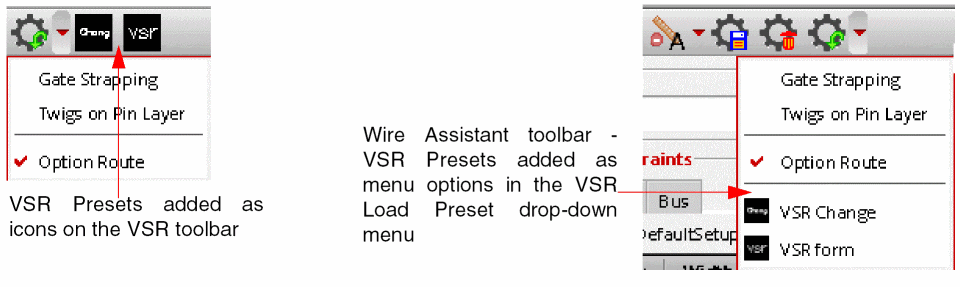 Chang
vsr
Gate Strapping
Twigs on Pin Layer
Option Route
VSR Presets added as
icons on the VSR toolbar
Wire Assistant toolbar -
VSR Presets added as
menu options in the VSR
Load Preset drop-down
menu
A
Gate Strapping
Twigs on Pin Layer
raints
Option Route
Bus
Chang
VSR Change
DefaultSetup
vsr
VSR form
Width